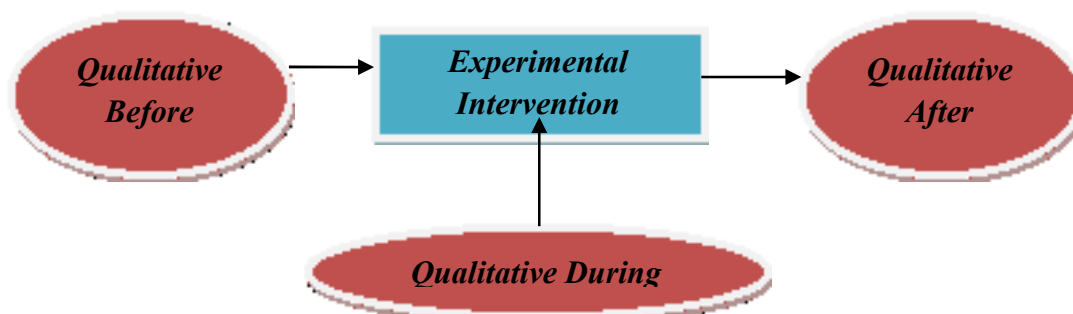 Qualitative
Before
Experimental
Intervention
Qualitative
After
Qualitative During